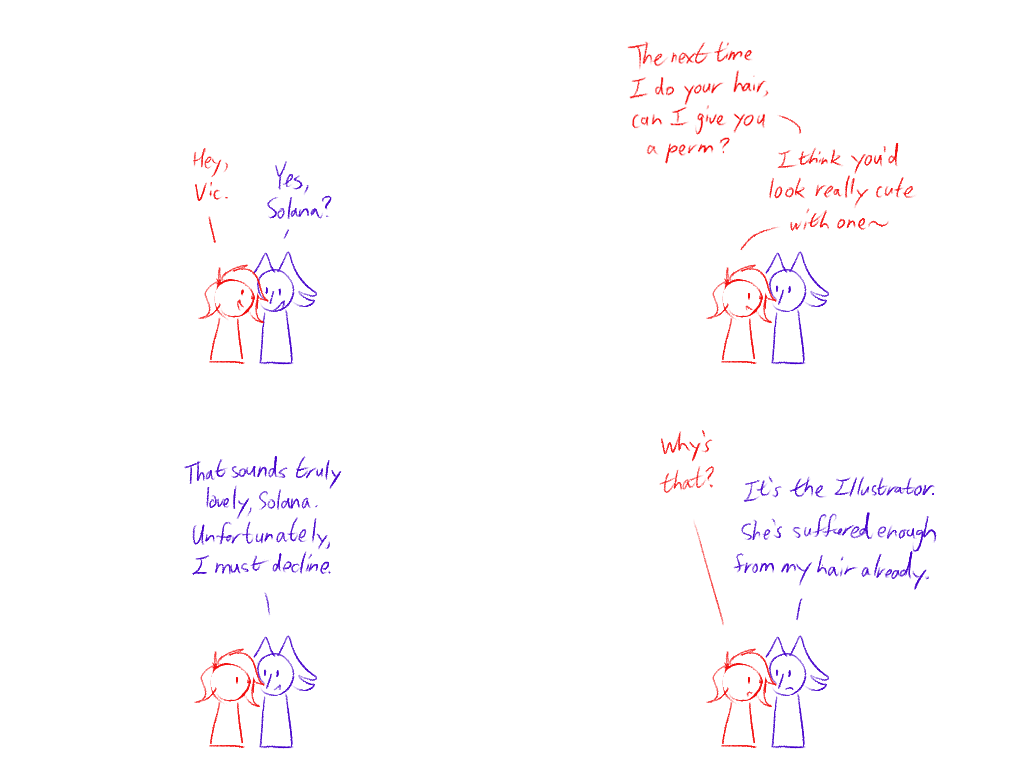 Hey,
Vic.
Yes,
Solana?
The next time
I do your hair,
can I give you
a perm?
I think you'd
look really cute
with one~
That sounds truly
lovely, Solana.
Unfortunately,
I must decline.
Why's
that?
It's the Illustrator.
She's suffered enough
from my hair already.